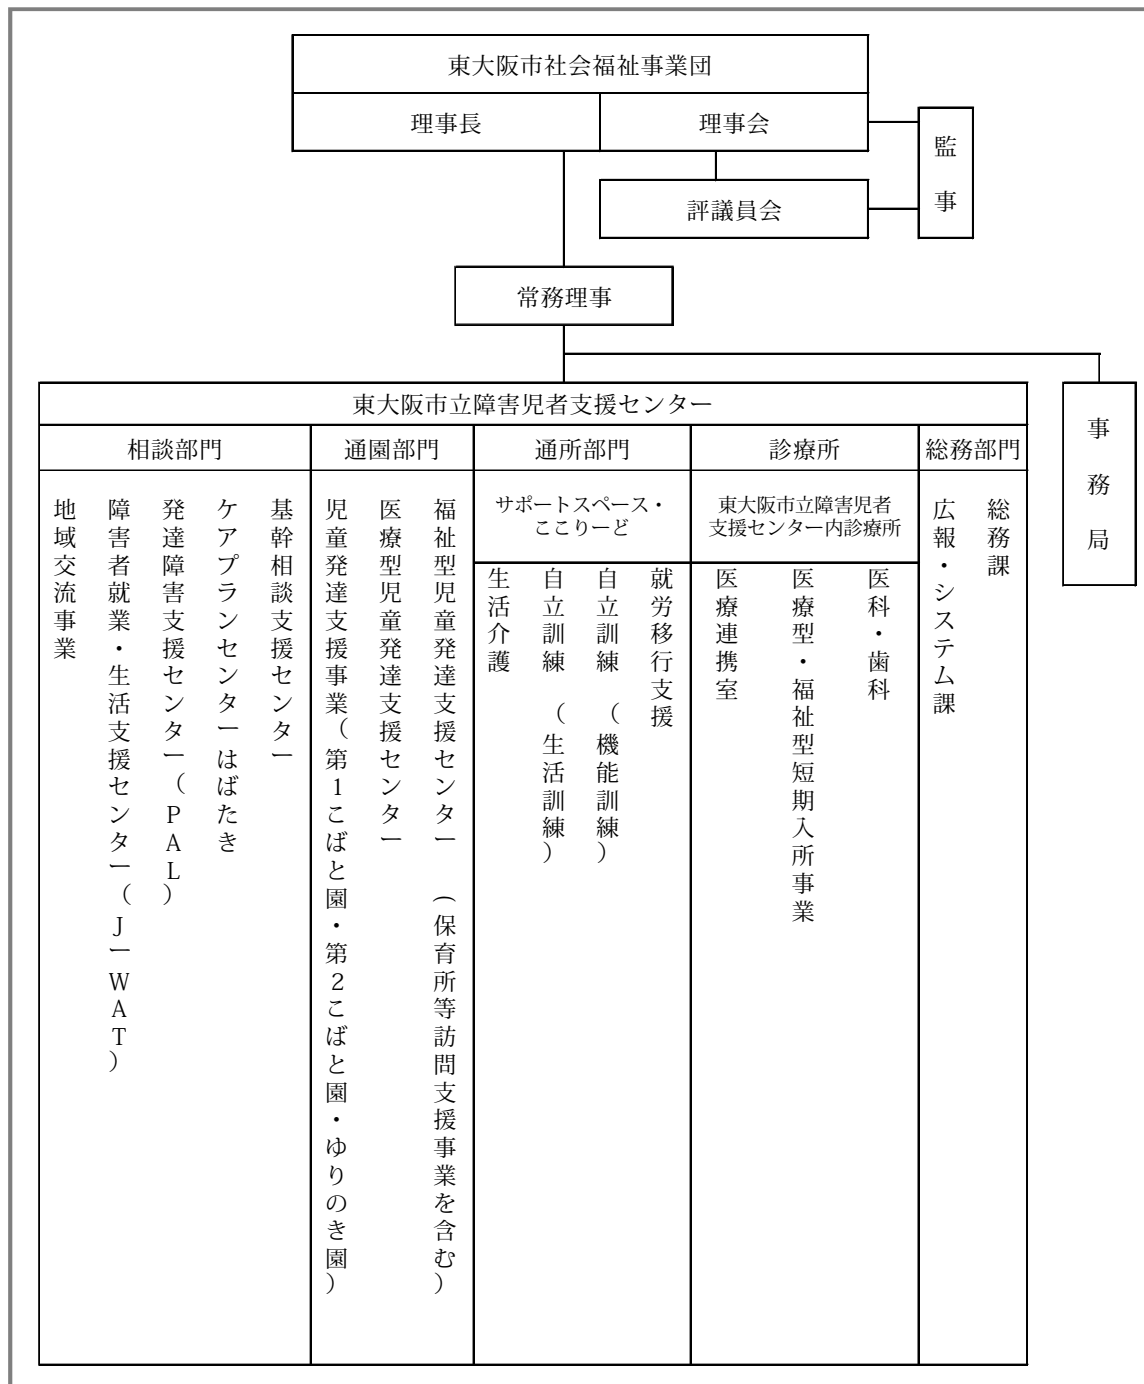 東大阪市社会福祉事業団
理事長
理事会
監事
評議員会
常務理事
事務局
東大阪市立障害児者支援センター
相談部門
通園部門
通所部門
診療所
総務部門
基幹相談支援センター
ケアプランセンターはばたき
発達障害支援センター(PAL)
障害者就業・生活支援センター(J-WAT)
地域交流事業
福祉型児童発達支援センター (保育所等訪問支援事業を含む)
医療型児童発達支援センター
児童発達支援事業(第1こばと園・第2こばと園・ゆりのき園)
サポートスペース・
ここりーど
就労移行支援
自立訓練 (機能訓練)
自立訓練 (生活訓練)
生活介護
東大阪市立障害児者
支援センター内診療所
医科・歯科
医療型・福祉型短期入所事業
医療連携室
総務課
広報・システム課